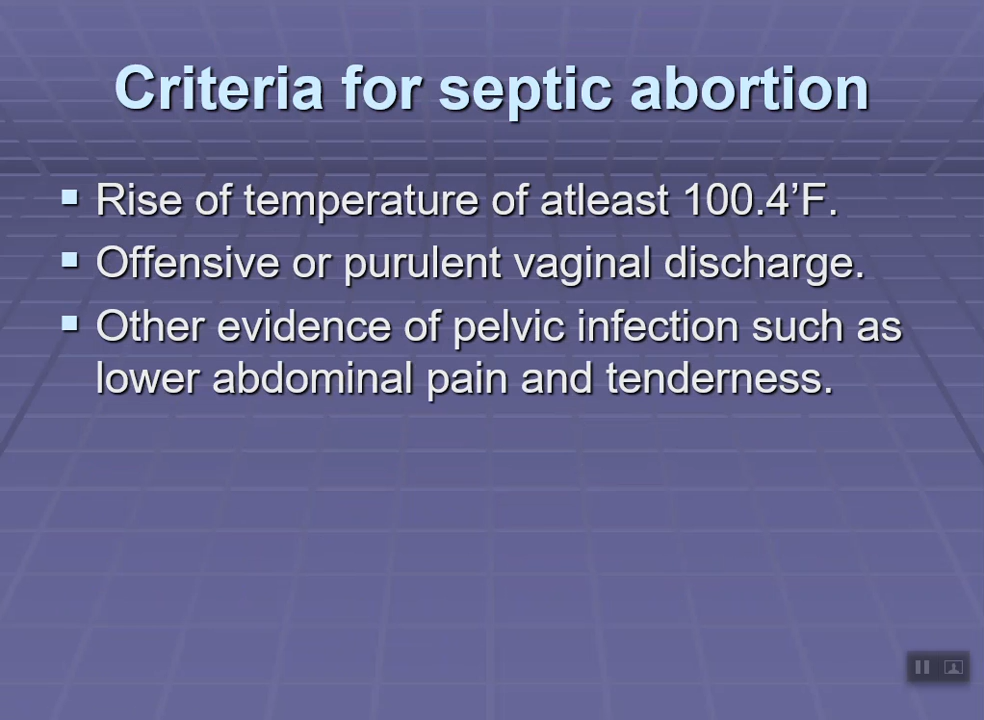 Criteria for septic abortion
▪ Rise of temperature of atleast 100.4’F.
▪ Offensive or purulent vaginal discharge.
▪ Other evidence of pelvic infection such as
lower abdominal pain and tenderness.